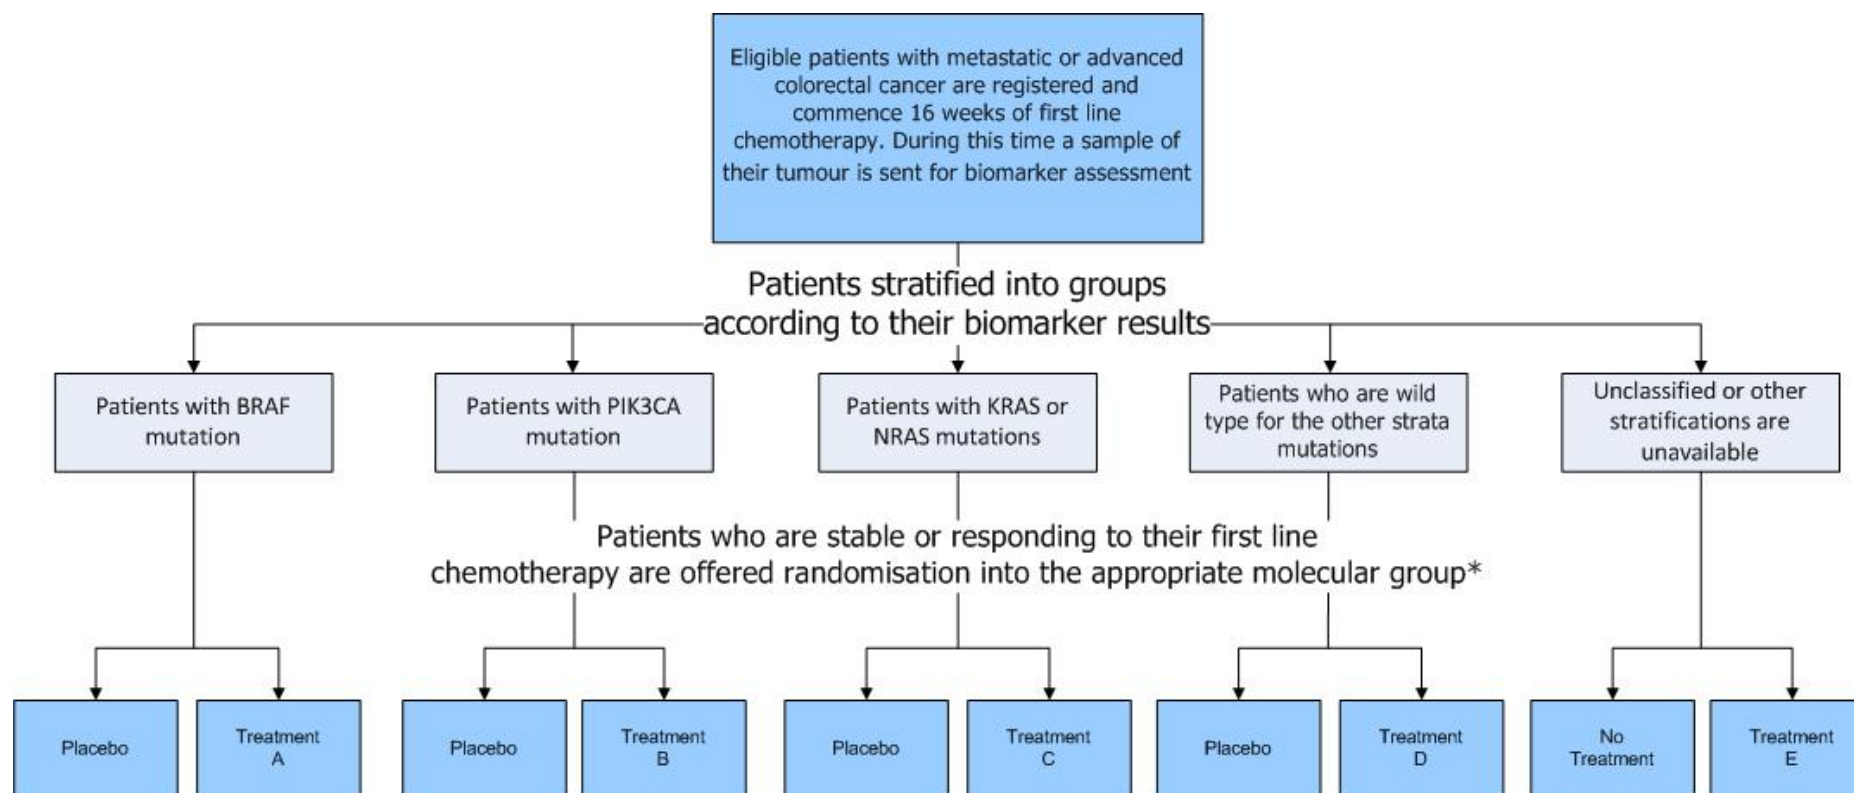 Eligible patients with metastatic or advanced
colorectal cancer are registered and
commence 16 weeks of first line
chemotherapy. During this time a sample of
their tumour is sent for biomarker assessment
Patients stratified into groups
according to their biomarker results
Patients with BRAF
mutation
Patients with PIK3CA
mutation
Patients with KRAS or
NRAS mutations
Patients who are wild
type for the other strata
mutations
Unclassified or other
stratifications are
unavailable
Patients who are stable or responding to their first line
chemotherapy are offered randomisation into the appropriate molecular group*
Placebo
Treatment
A
Placebo
Treatment
B
Placebo
Treatment
C
Placebo
Treatment
D
No
Treatment
Treatment
E